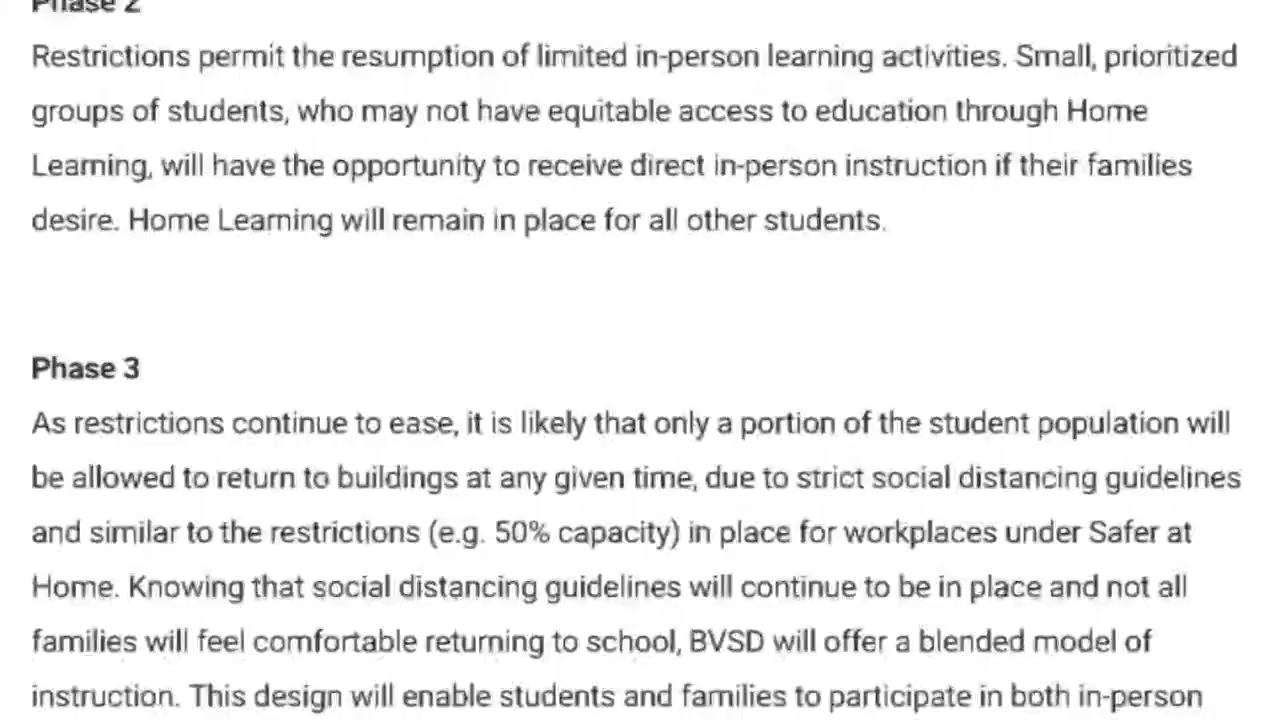 Phase 2
Restrictions permit the resumption of limited in-person learning activities. Small, prioritized
groups of students, who may not have equitable access to education through Home
Learning, will have the opportunity to receive direct in-person instruction if their families
desire. Home Learning will remain in place for all other students.
Phase 3
As restrictions continue to ease, it is likely that only a portion of the student population will
be allowed to return to buildings at any given time, due to strict social distancing guidelines
and similar to the restrictions (e.g. 50% capacity) in place for workplaces under Safer at
Home. Knowing that social distancing guidelines will continue to be in place and not all
families will feel comfortable returning to school, BVSD will offer a blended model of
instruction. This design will enable students and families to participate in both in-person